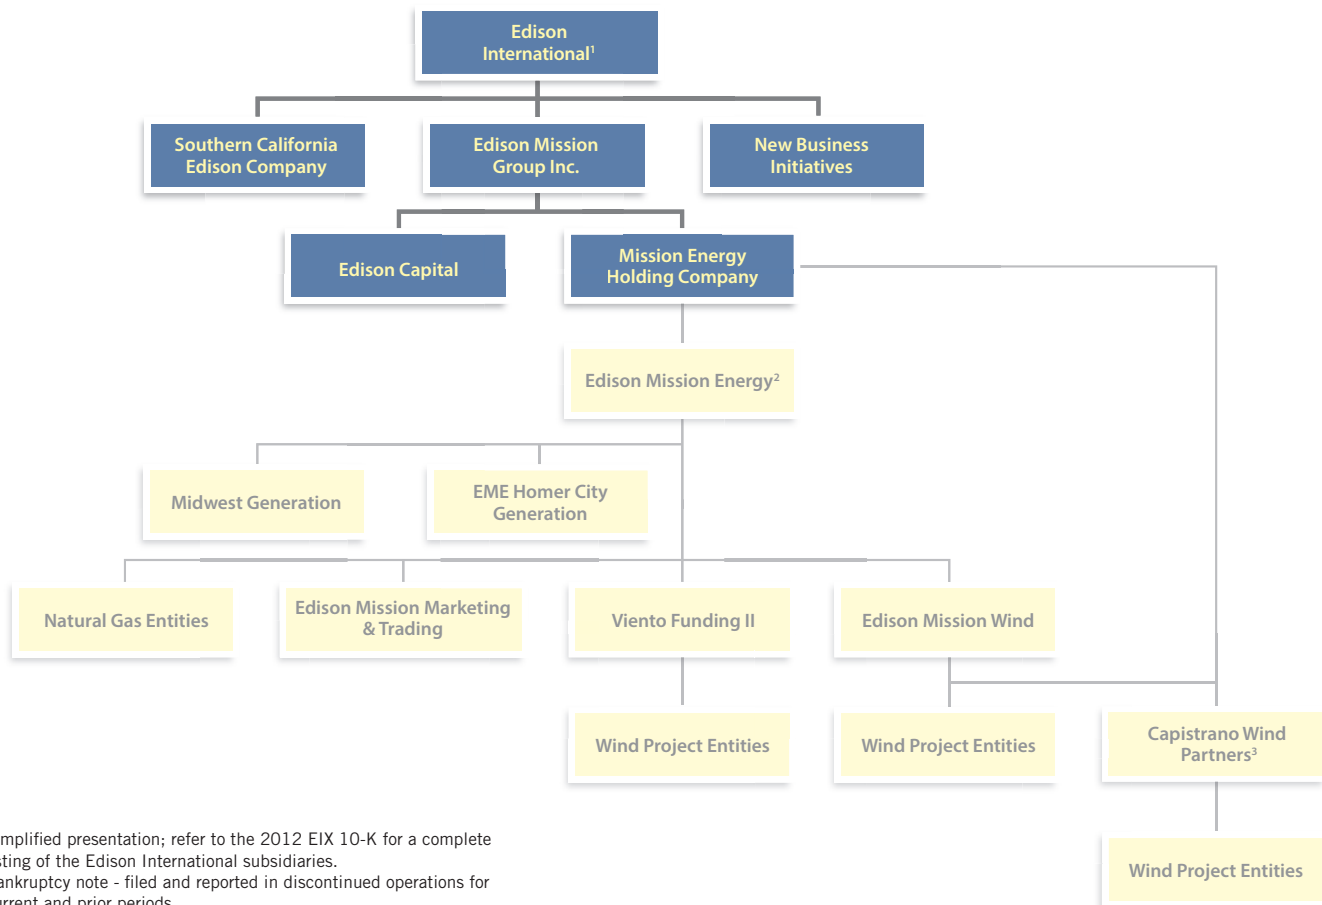 Edison
International¹
Southern California
Edison Company
Edison Mission
Group Inc.
New Business
Initiatives
Edison Capital
Mission Energy
Holding Company
Edison Mission Energy²
Midwest Generation
EME Homer City
Generation
Natural Gas Entities
Edison Mission Marketing
& Trading
Viento Funding II
Edison Mission Wind
Wind Project Entities
Wind Project Entities
Capistrano Wind
Partners³
Wind Project Entities
mplified presentation; refer to the 2012 EIX 10-K for a complete
sting of the Edison International subsidiaries.
ankruptcy note - filed and reported in discontinued operations for
urrent and prior periods